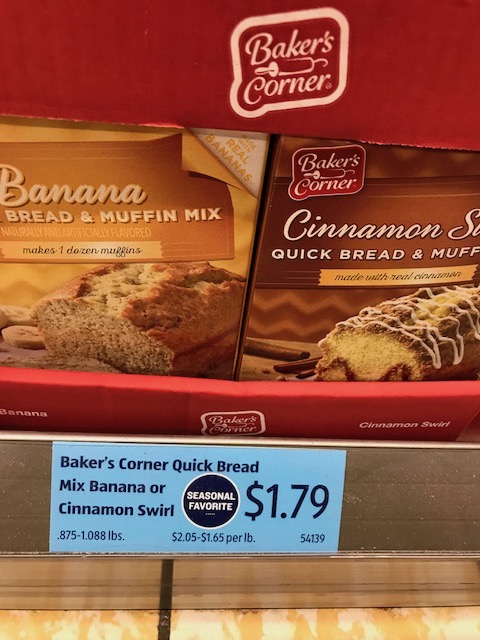 Baker's
Corner
Banana
BREAD & MUFFIN MIX
NATURALLY AND ARTIFICIALLY FLAVORED
makes 1 dozen muffins
REAL
BANANAS
Baker's
Corner
Cinnamon
QUICK BREAD &
made with real cinnamon
Banana
Baker's
Corner
Cinnamon Swirl
Baker's Corner Quick Bread
Mix Banana or
Cinnamon Swirl
SEASONAL
FAVORITE
$1.79
.875-1.088 lbs.
$2.05-$1.65 per lb.
54139